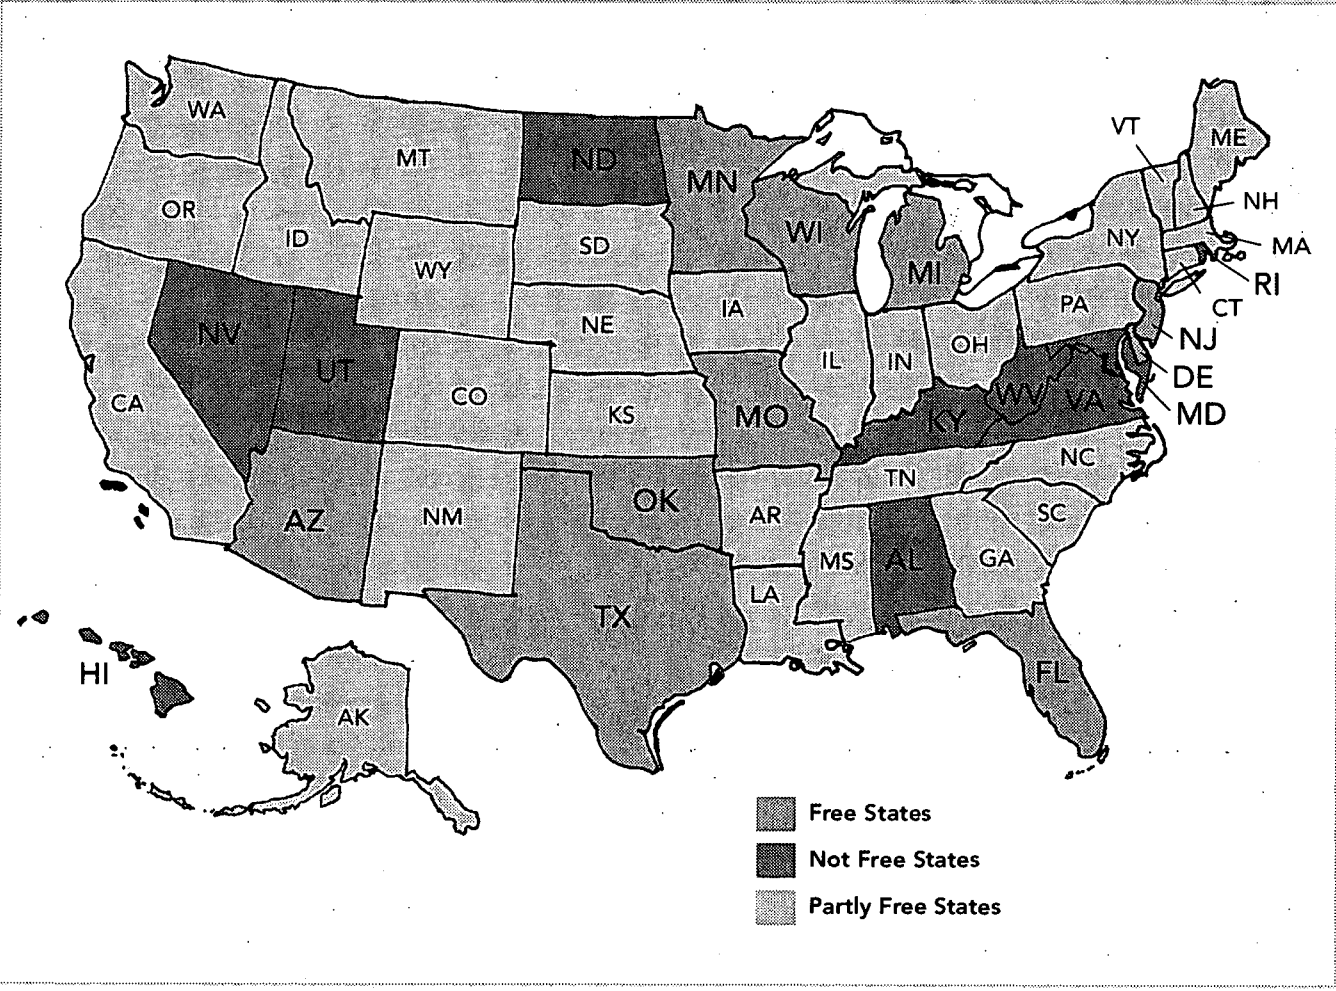 WA
MT
ND
MN
VT
ME
OR
ID
SD
WI
NH
WY
MI
NY
MA
RI
NV
UT
NE
IA
PA
CT
CA
CO
KS
MO
IL
IN
OH
NJ
DE
WV
VA
MD
KY
AZ
NM
OK
AR
TN
NC
SC
TX
LA
MS
AL
GA
HI
AK
FL
Free States
Not Free States
Partly Free States